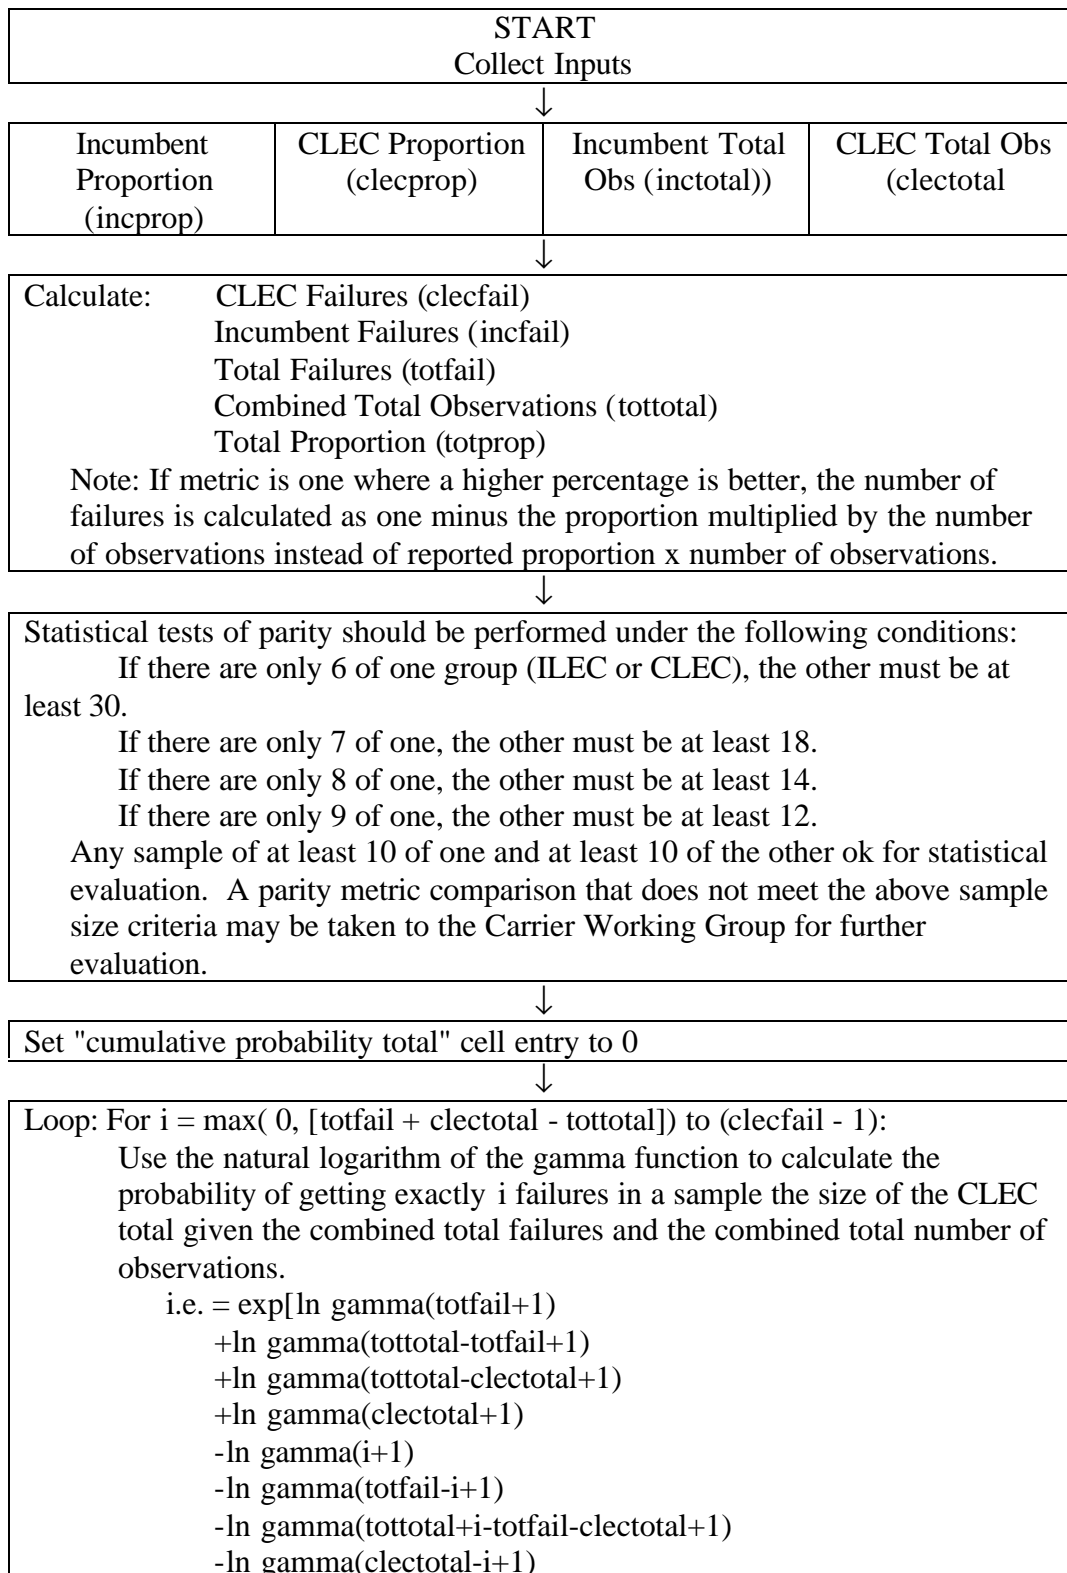 START
Collect Inputs
↓
Incumbent Proportion (incprop)
CLEC Proportion (clecprop)
Incumbent Total Obs (inctotal))
CLEC Total Obs (clectotal
↓
Calculate: CLEC Failures (clecfail)
Incumbent Failures (incfail)
Total Failures (totfail)
Combined Total Observations (tottotal)
Total Proportion (totprop)
Note: If metric is one where a higher percentage is better, the number of
failures is calculated as one minus the proportion multiplied by the number
of observations instead of reported proportion x number of observations.
↓
Statistical tests of parity should be performed under the following conditions:
If there are only 6 of one group (ILEC or CLEC), the other must be at
least 30.
If there are only 7 of one, the other must be at least 18.
If there are only 8 of one, the other must be at least 14.
If there are only 9 of one, the other must be at least 12.
Any sample of at least 10 of one and at least 10 of the other ok for statistical
evaluation. A parity metric comparison that does not meet the above sample
size criteria may be taken to the Carrier Working Group for further
evaluation.
↓
Set "cumulative probability total" cell entry to 0
↓
Loop: For i = max( 0, [totfail + clectotal - tottotal]) to (clecfail - 1):
Use the natural logarithm of the gamma function to calculate the
probability of getting exactly i failures in a sample the size of the CLEC
total given the combined total failures and the combined total number of
observations.
i.e. = exp[ln gamma(totfail+1)
+ln gamma(tottotal-totfail+1)
+ln gamma(tottotal-clectotal+1)
+ln gamma(clectotal+1)
-ln gamma(i+1)
-ln gamma(totfail-i+1)
-ln gamma(tottotal+i-totfail-clectotal+1)
-ln gamma(clectotal-i+1)